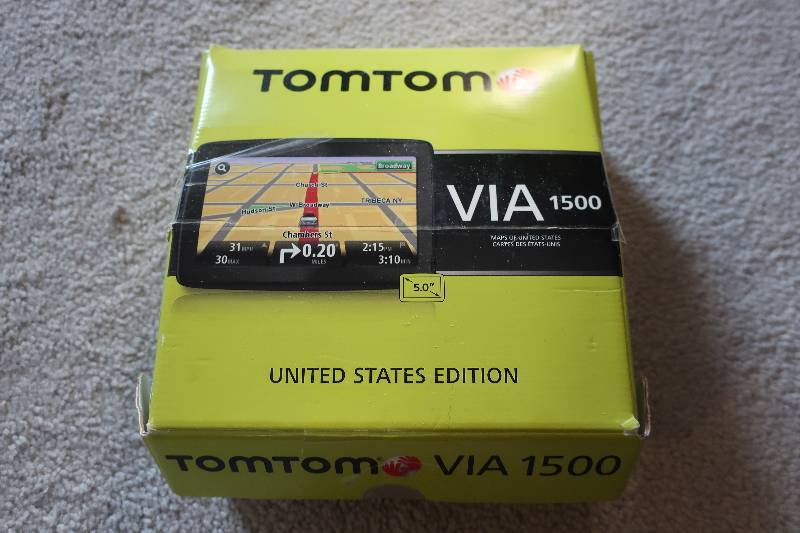 TOMTOM
Broadway
Church St
W. Broadway
TRIBECA NY
Hudson St
Chambers St
31 MPH
30 MAX
0.20
MILES
2:15 PM
3:10 MIN
VIA 1500
MAPS OF UNITED STATES
CARTES DES ÉTATS-UNIS
5.0"
UNITED STATES EDITION
TOMTOM VIA 1500